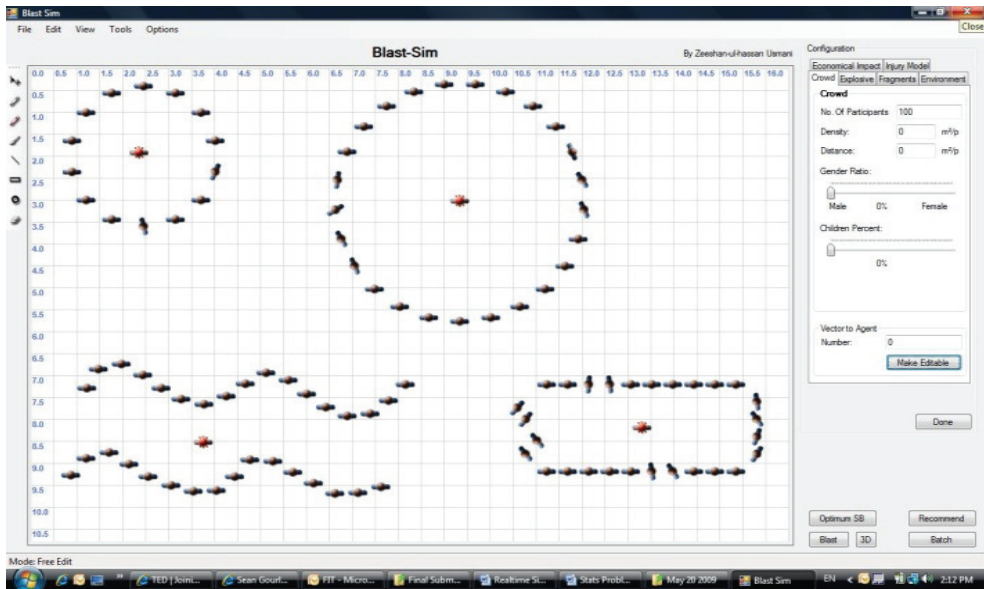 Blast Sim
Close
File Edit View Tools Options
Blast-Sim
By Zeeshan-ul-hassan Usmani
0.0 0.5 1.0 1.5 2.0 2.5 3.0 3.5 4.0 4.5 5.0 5.5 6.0 6.5 7.0 7.5 8.0 8.5 9.0 9.5 10.0 10.5 11.0 11.5 12.0 12.5 13.0 13.5 14.0 14.5 15.0 15.5 16.0
0.5
1.0
1.5
2.0
2.5
3.0
3.5
4.0
4.5
5.0
5.5
6.0
6.5
7.0
7.5
8.0
8.5
9.0
9.5
10.0
10.5
Configuration
Economical Impact Injury Model
Crowd Explosive Fragments Environment
Crowd
No. Of Participants 100
Density: 0 m²/p
Distance: 0 m²/p
Gender Ratio:
Male 0% Female
Children Percent:
0%
Vector to Agent
Number: 0
Make Editable
Done
Optimum SB Recommend
Blast 3D Batch
Mode: Free Edit
TED | Joini... Sean Gourl... FIT - Micro... Final Subm... Realtime Si... Stats Probl... May 20 2009 Blast Sim EN 2:12 PM